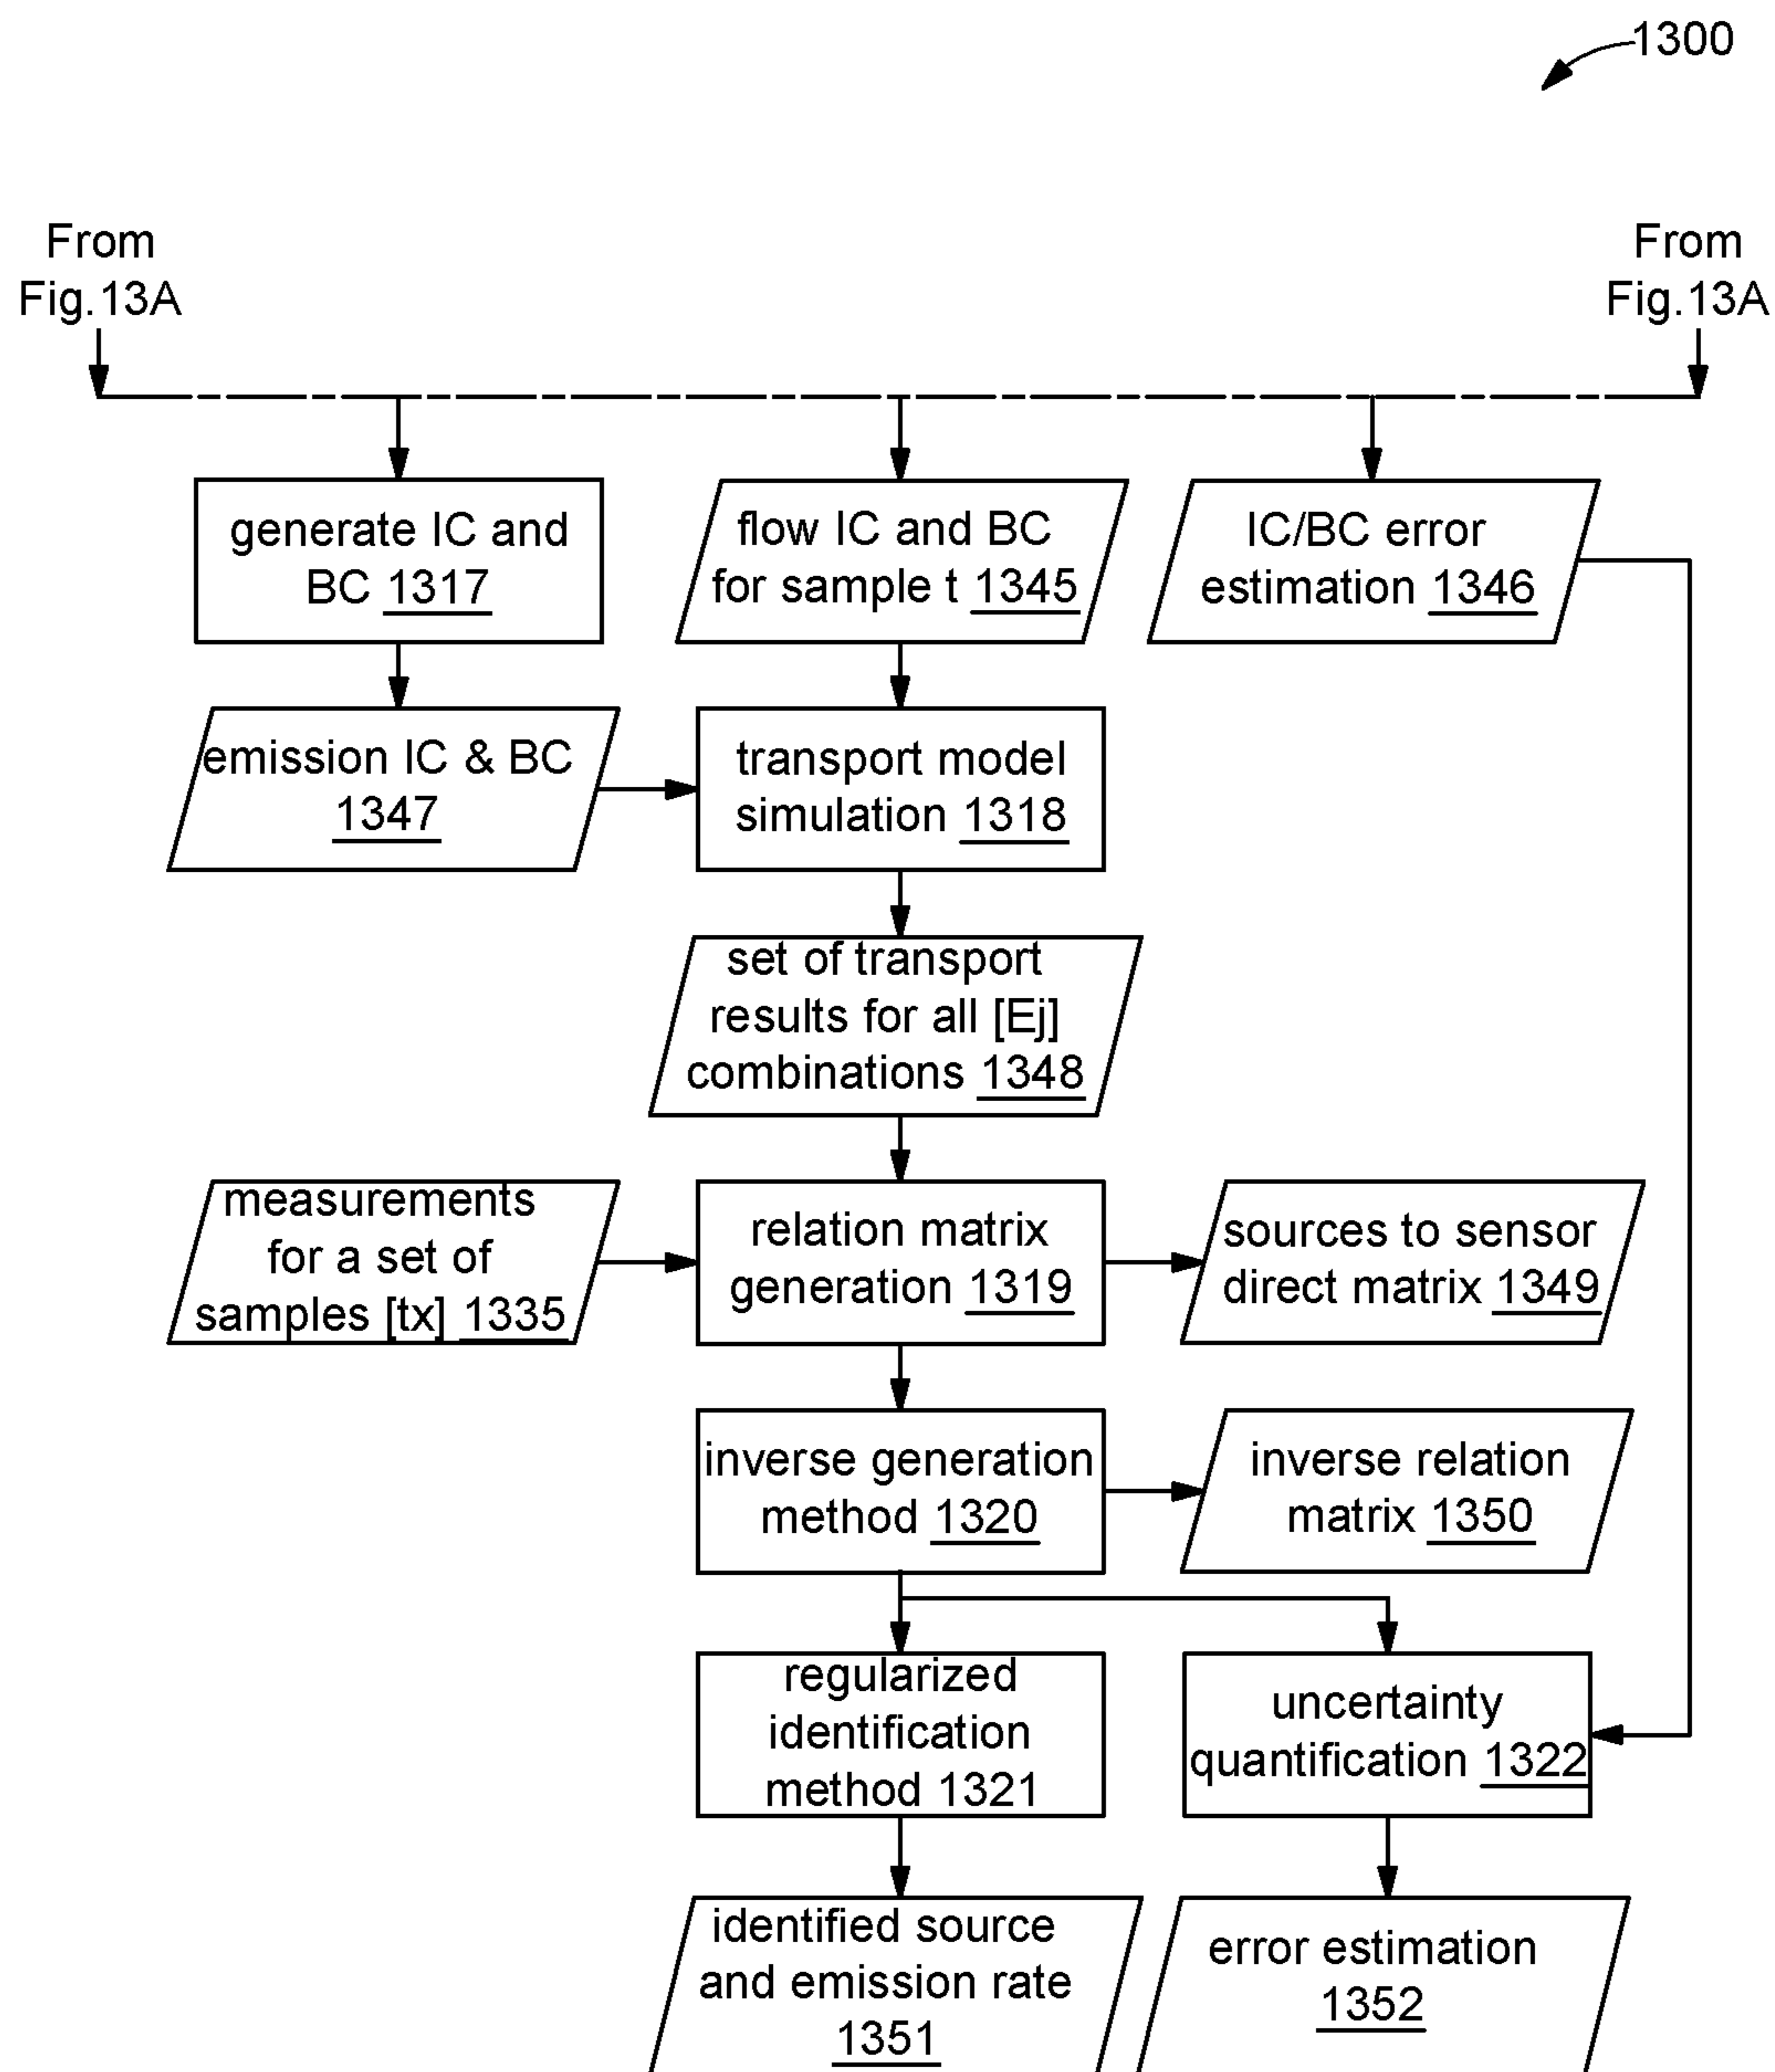 1300
From
Fig.13A
From
Fig.13A
generate IC and
BC 1317
flow IC and BC
for sample t 1345
IC/BC error
estimation 1346
emission IC & BC
1347
transport model
simulation 1318
set of transport
results for all [Ej]
combinations 1348
measurements
for a set of
samples [tx] 1335
relation matrix
generation 1319
sources to sensor
direct matrix 1349
inverse generation
method 1320
inverse relation
matrix 1350
regularized
identification
method 1321
uncertainty
quantification 1322
identified source
and emission rate
1351
error estimation
1352